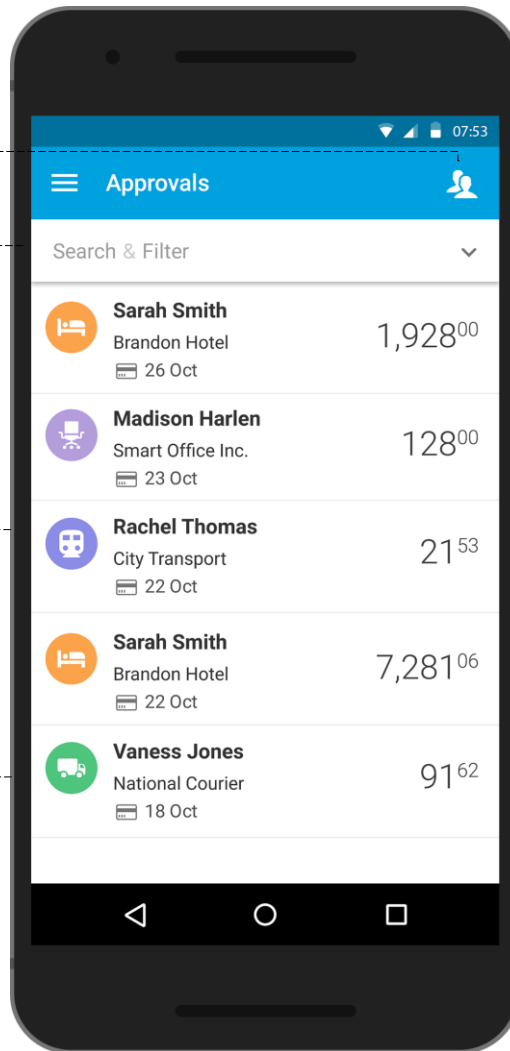 07:53
Approvals
Search & Filter
Sarah Smith
Brandon Hotel
1,92800
26 Oct
Madison Harlen
Smart Office Inc.
12800
23 Oct
Rachel Thomas
City Transport
2153
22 Oct
Sarah Smith
Brandon Hotel
7,28106
22 Oct
Vaness Jones
National Courier
9162
18 Oct